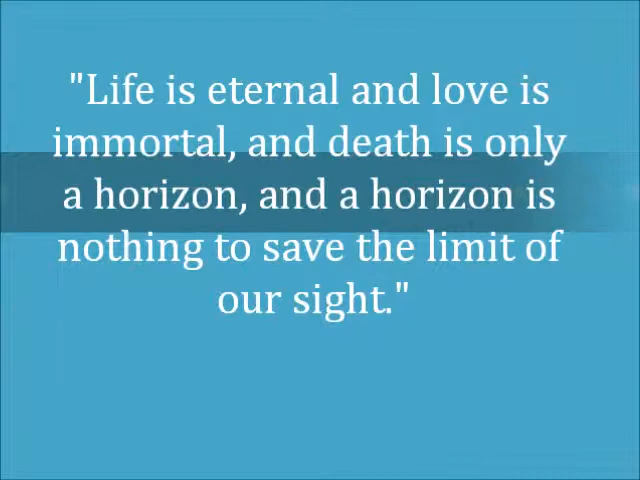 "Life is eternal and love is
immortal, and death is only
a horizon, and a horizon is
nothing to save the limit of
our sight."